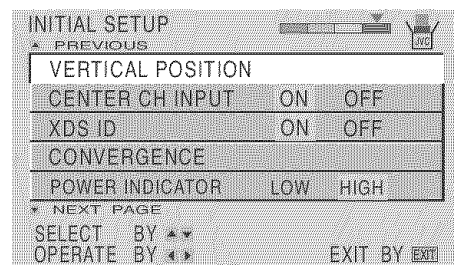 INITIAL SETUP
JVC
▲ PREVIOUS
VERTICAL POSITION
CENTER CH INPUT ON OFF
XDS ID ON OFF
CONVERGENCE
POWER INDICATOR LOW HIGH
▼ NEXT PAGE
SELECT BY ▲▼
OPERATE BY ◀▶ EXIT BY EXIT